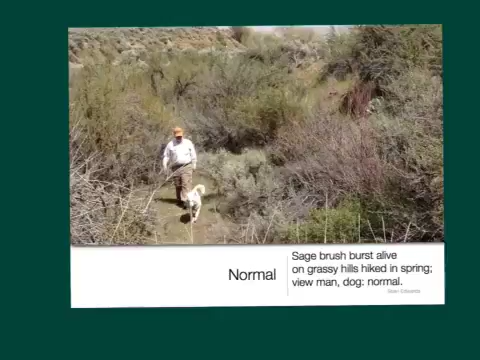 Normal
Sage brush burst alive
on grassy hills hiked in spring;
view man, dog: normal.